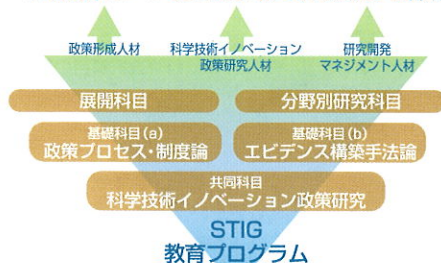 政策形成人材
科学技術イノベーション
政策研究人材
研究開発
マネジメント人材
展開科目
分野別研究科目
基礎科目(a)
政策プロセス・制度論
基礎科目(b)
エビデンス構築手法論
共同科目
科学技術イノベーション政策研究
STIG
教育プログラム